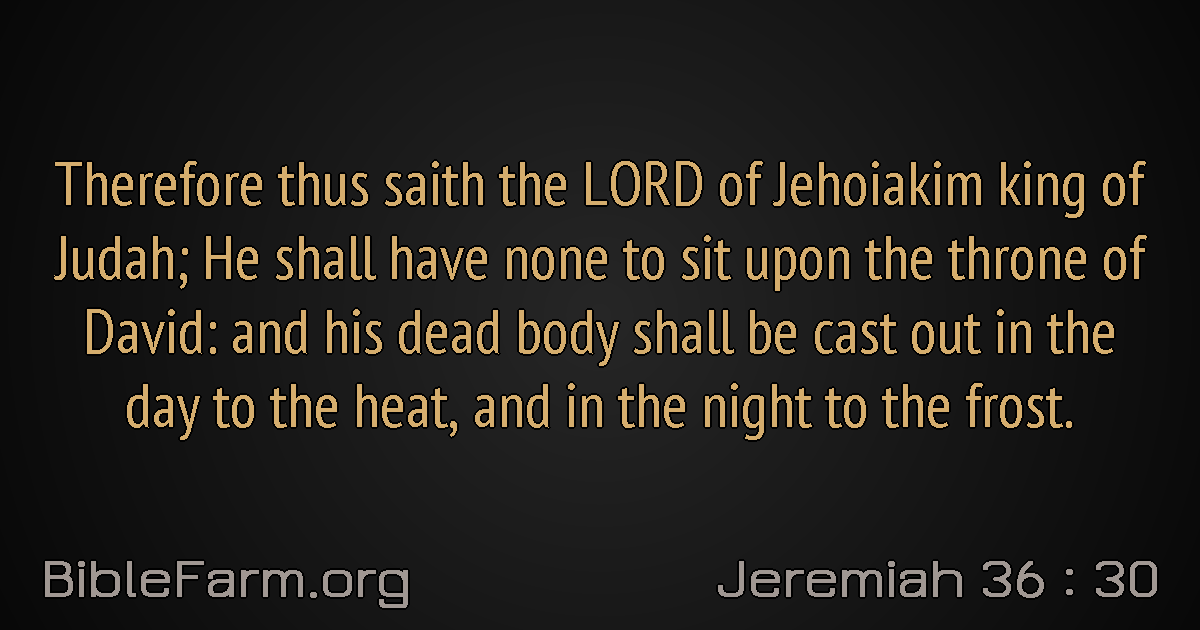 Therefore thus saith the LORD of Jehoiakim king of
Judah; He shall have none to sit upon the throne of
David: and his dead body shall be cast out in the
day to the heat, and in the night to the frost.
BibleFarm.org
Jeremiah 36 : 30